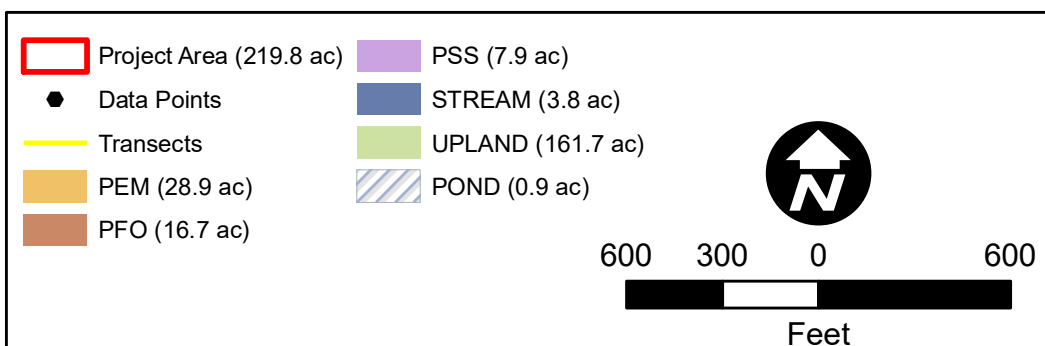 Project Area (219.8 ac)
Data Points
Transects
PEM (28.9 ac)
PFO (16.7 ac)
PSS (7.9 ac)
STREAM (3.8 ac)
UPLAND (161.7 ac)
POND (0.9 ac)
N
600 300 0 600
Feet